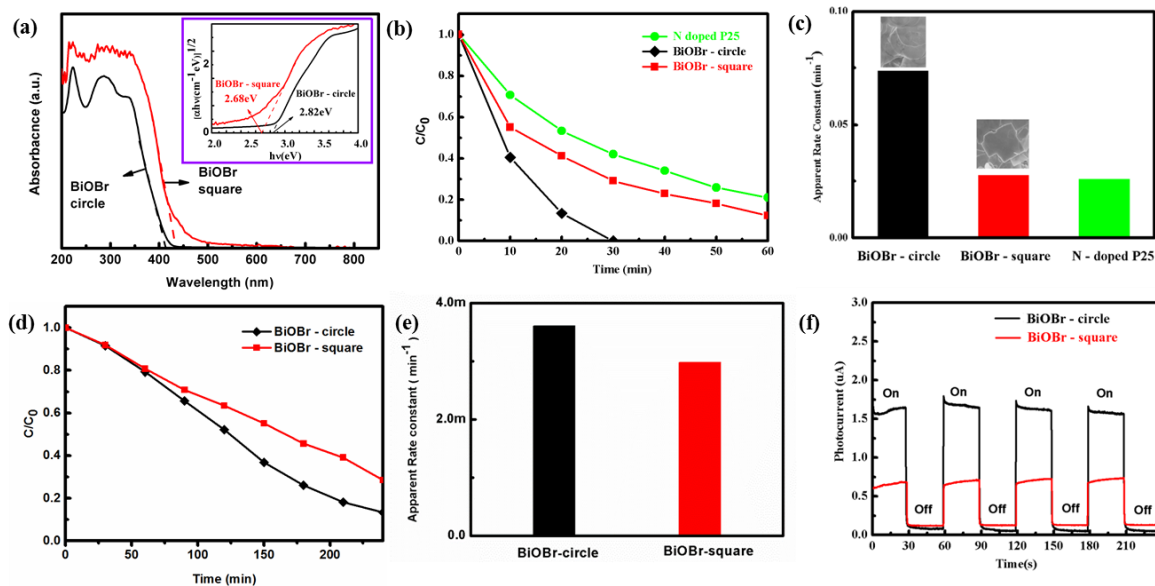 (a)
Absorbence (a.u.)
BiOBr
circle
BiOBr
square
200 300 400 500 600 700 800
Wavelength (nm)
[αhν(cm⁻¹eV)]^1/2
2
0
BiOBr - square
2.68eV
BiOBr - circle
2.82eV
2.0 2.5 3.0 3.5 4.0
hν(eV)
(b)
C/C₀
1.0
0.8
0.6
0.4
0.2
0.0
N doped P25
BiOBr - circle
BiOBr - square
0 10 20 30 40 50 60
Time (min)
(c)
Apparent Rate Constant (min⁻¹)
0.10
0.05
0.00
BiOBr - circle BiOBr - square N - doped P25
(d)
C/C₀
1.0
0.8
0.6
0.4
0.2
0.0
BiOBr - circle
BiOBr - square
0 50 100 150 200
Time (min)
(e)
Apparent Rate constant ( min⁻¹)
4.0m
2.0m
0.0
BiOBr-circle BiOBr-square
(f)
Photocurrent (uA)
3.0
2.5
2.0
1.5
1.0
0.5
0.0
BiOBr - circle
BiOBr - square
On On On On
Off Off Off Off
0 30 60 90 120 150 180 210
Time(s)